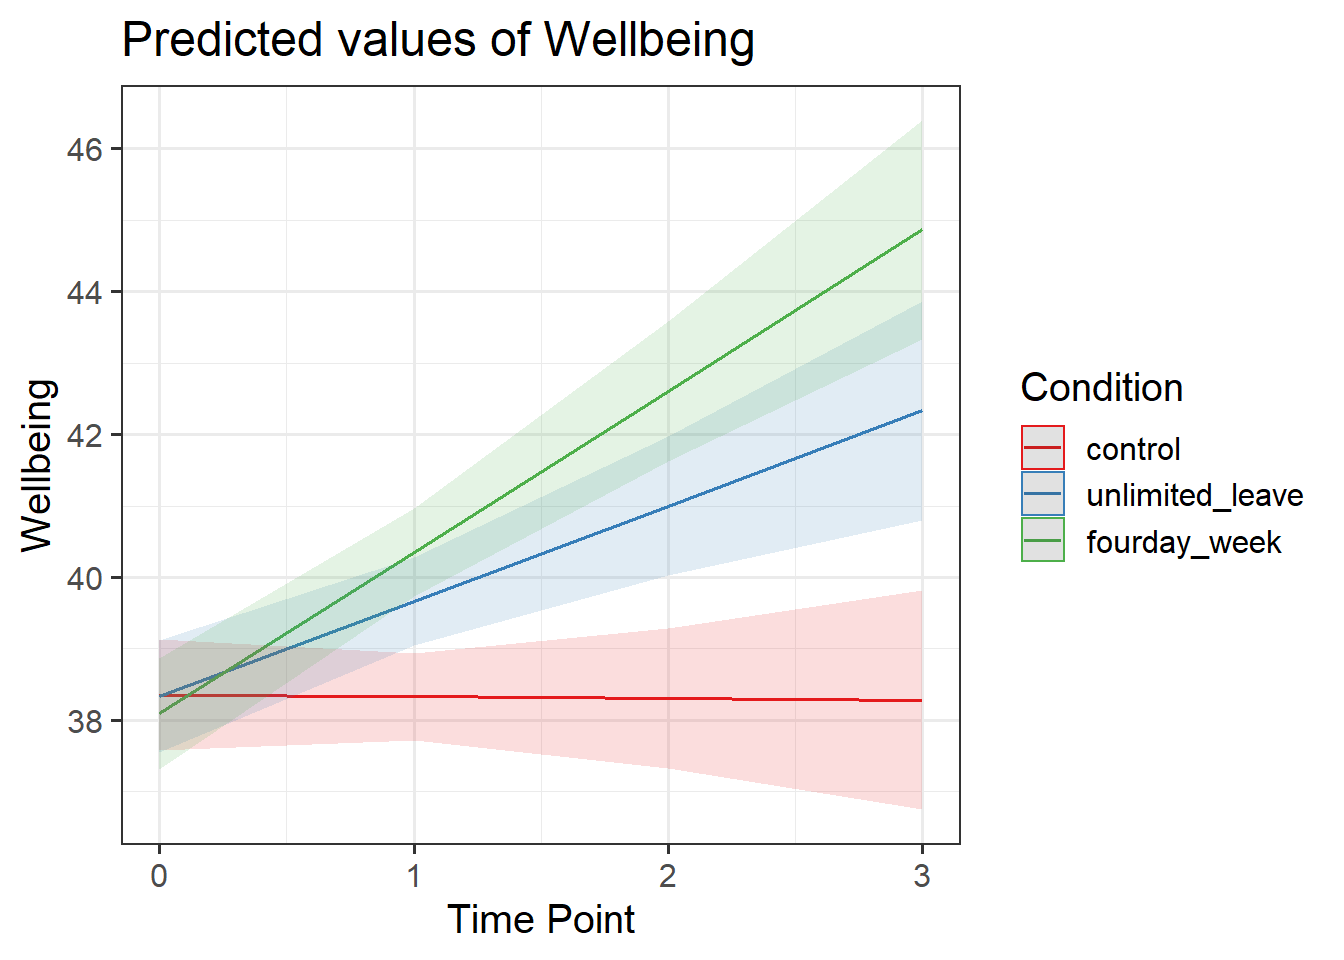 Predicted values of Wellbeing
46
44
42
40
38
Wellbeing
0 1 2 3
Time Point
Condition
control
unlimited_leave
fourday_week